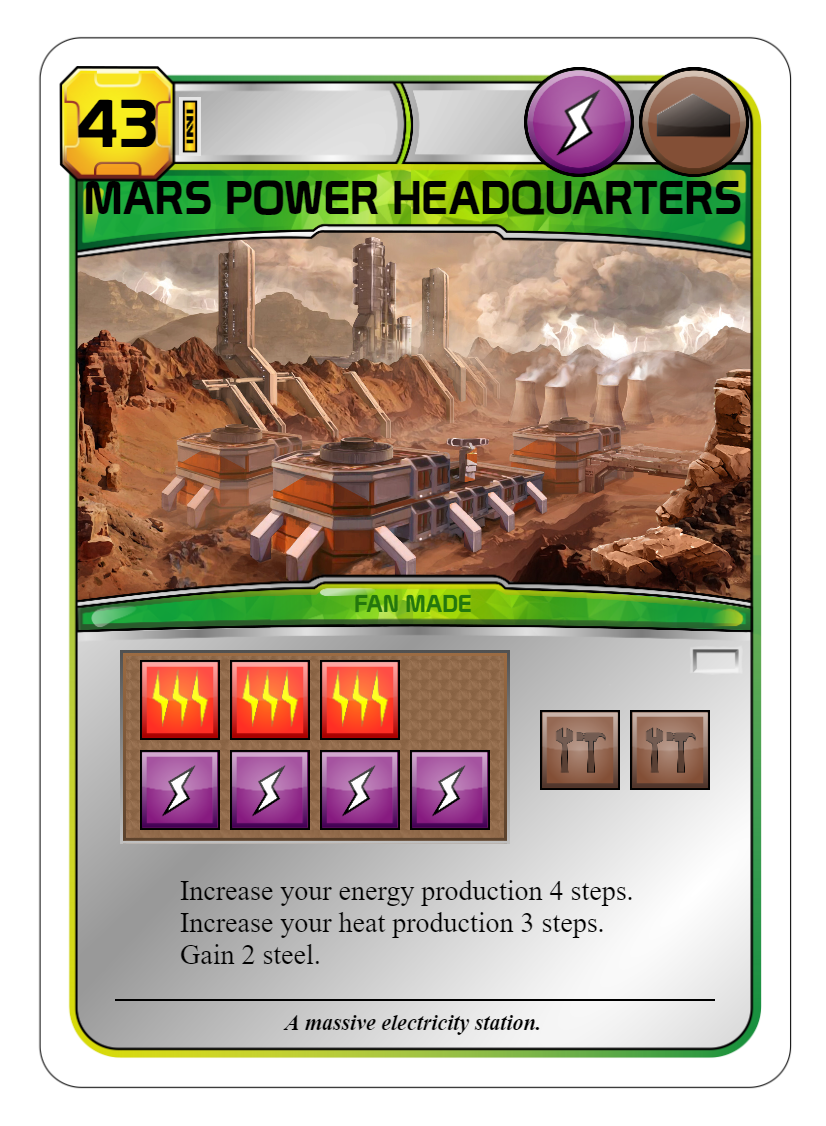 43
MARS POWER HEADQUARTERS
FAN MADE
Increase your energy production 4 steps.
Increase your heat production 3 steps.
Gain 2 steel.
A massive electricity station.